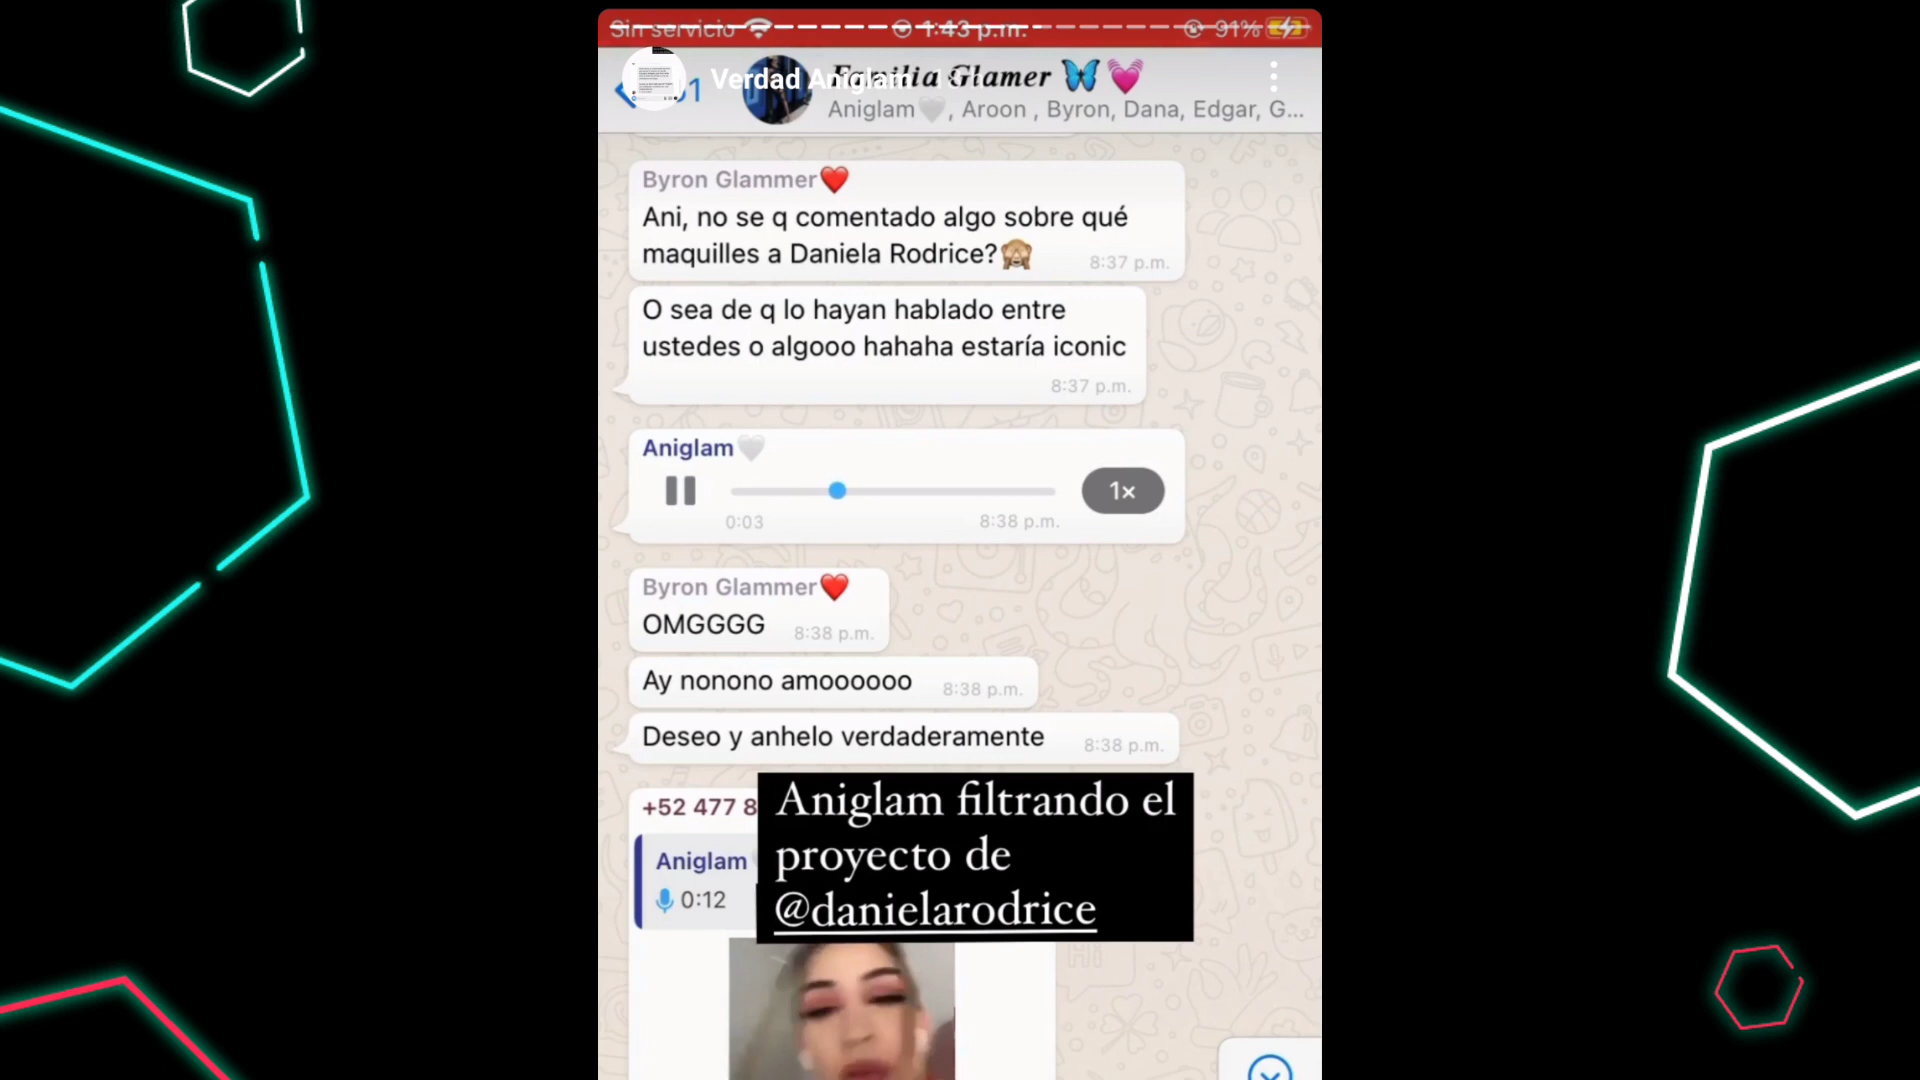 Sin servicio 1:43 p.m. 91%
Verdad Aniglam
Familia Glamer 🦋💓
Aniglam🤍, Aroon , Byron, Dana, Edgar, G...
Byron Glammer❤️
Ani, no se q comentado algo sobre qué
maquilles a Daniela Rodrice?🙈
8:37 p.m.
O sea de q lo hayan hablado entre
ustedes o algooo hahaha estaría iconic
8:37 p.m.
Aniglam🤍
1×
0:03 8:38 p.m.
Byron Glammer❤️
OMGGGG 8:38 p.m.
Ay nonono amoooooo 8:38 p.m.
Deseo y anhelo verdaderamente 8:38 p.m.
+52 477 8
Aniglam
0:12
Aniglam filtrando el
proyecto de
@danielarodrice